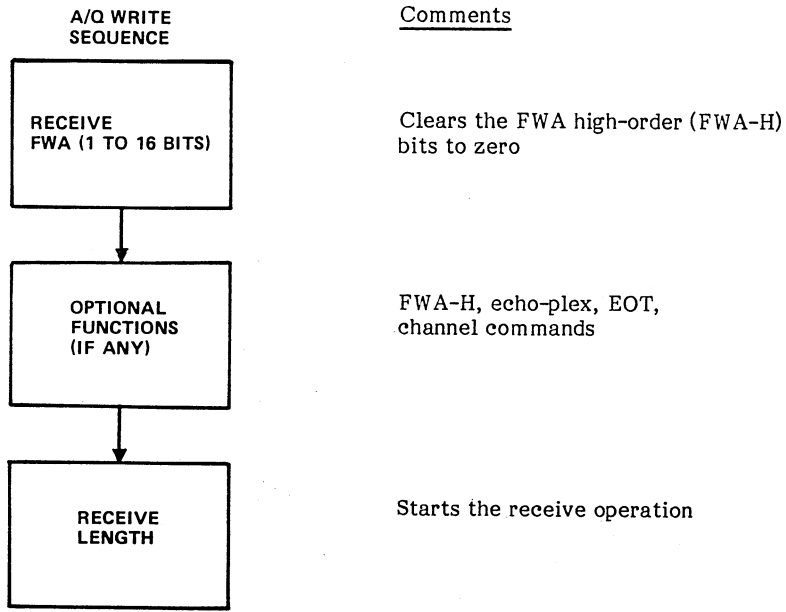 A/Q WRITE
SEQUENCE
Comments
RECEIVE
FWA (1 TO 16 BITS)
Clears the FWA high-order (FWA-H)
bits to zero
OPTIONAL
FUNCTIONS
(IF ANY)
FWA-H, echo-plex, EOT,
channel commands
RECEIVE
LENGTH
Starts the receive operation